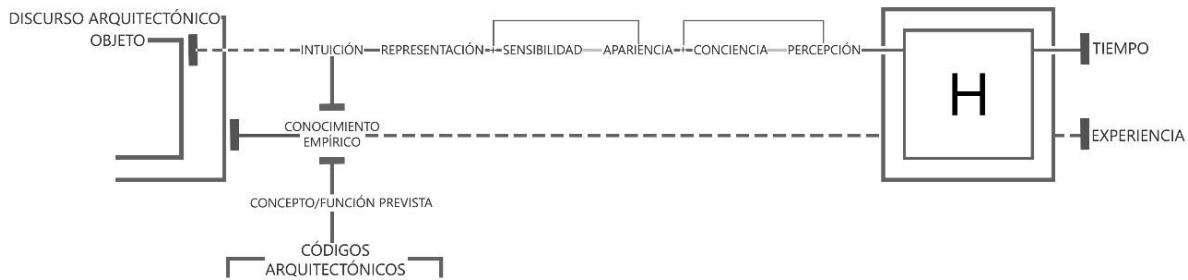 DISCURSO ARQUITECTÓNICO
OBJETO
INTUICIÓN REPRESENTACIÓN SENSIBILIDAD APARIENCIA CONCIENCIA PERCEPCIÓN
H
TIEMPO
CONOCIMIENTO
EMPÍRICO
EXPERIENCIA
CONCEPTO/FUNCIÓN PREVISTA
CÓDIGOS
ARQUITECTÓNICOS